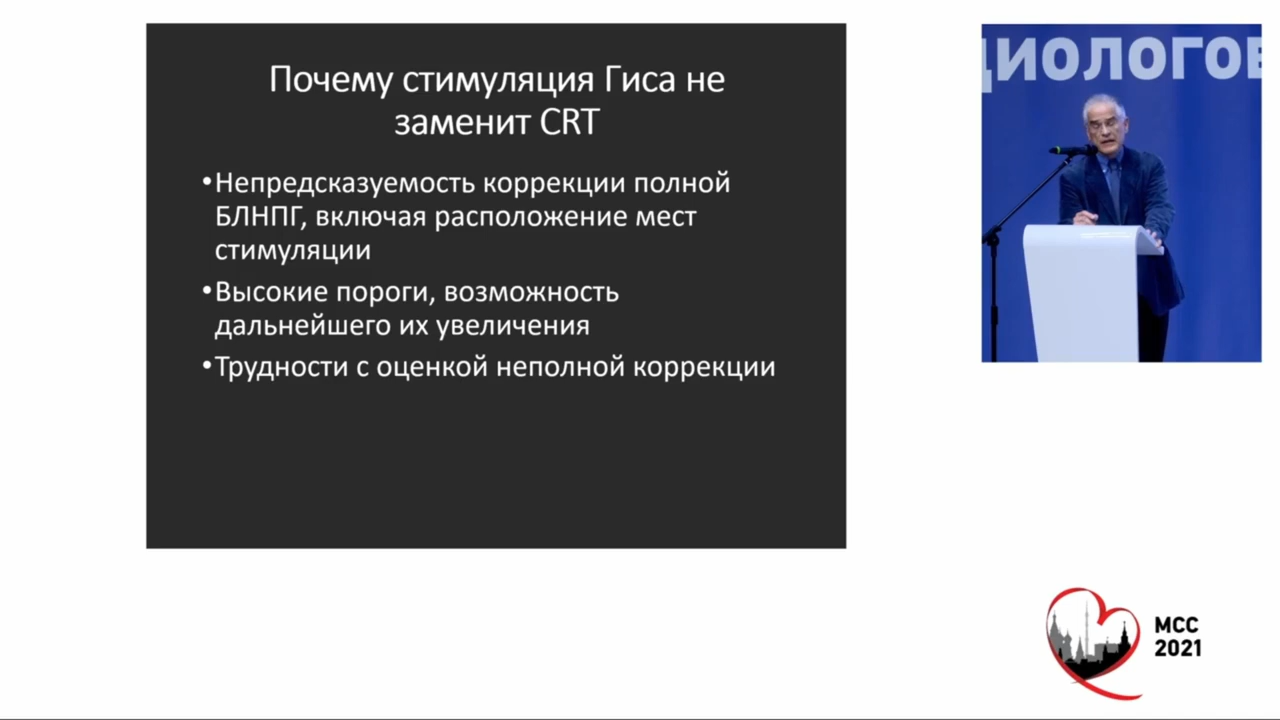 Почему стимуляция Гиса не
заменит CRT
•Непредсказуемость коррекции полной
БЛНПГ, включая расположение мест
стимуляции
•Высокие пороги, возможность
дальнейшего их увеличения
•Трудности с оценкой неполной коррекции
ДИОЛОГОВ
МСС
2021